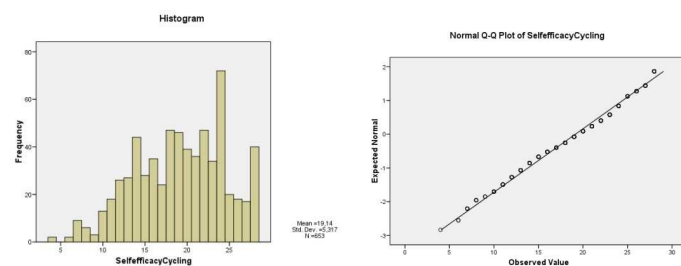 Histogram
80
60
40
20
0
Frequency
5
10
15
20
25
SelfefficacyCycling
Mean =19,14
Std. Dev. =5,317
N =653
Normal Q-Q Plot of SelfefficacyCycling
2
1
0
-1
-2
-3
Expected Normal
0
5
10
15
20
25
30
Observed Value